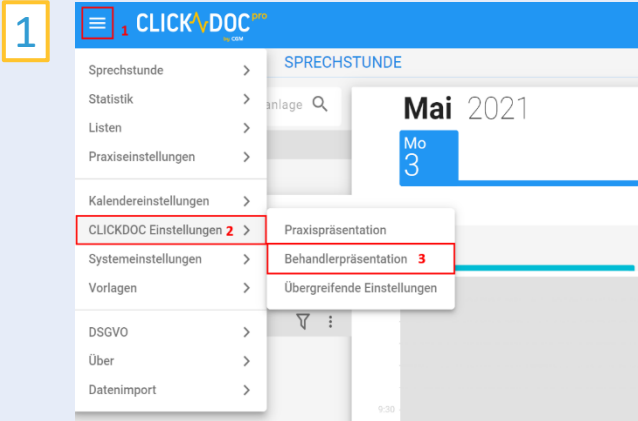 1
1 CLICKDOC pro
by CGM
SPRECHSTUNDE
Sprechstunde
Statistik
anlage
Listen
Praxiseinstellungen
Mai 2021
Mo
3
Kalendereinstellungen
CLICKDOC Einstellungen 2
Systemeinstellungen
Vorlagen
Praxispräsentation
Behandlerpräsentation 3
Übergreifende Einstellungen
DSGVO
Über
Datenimport
9:30